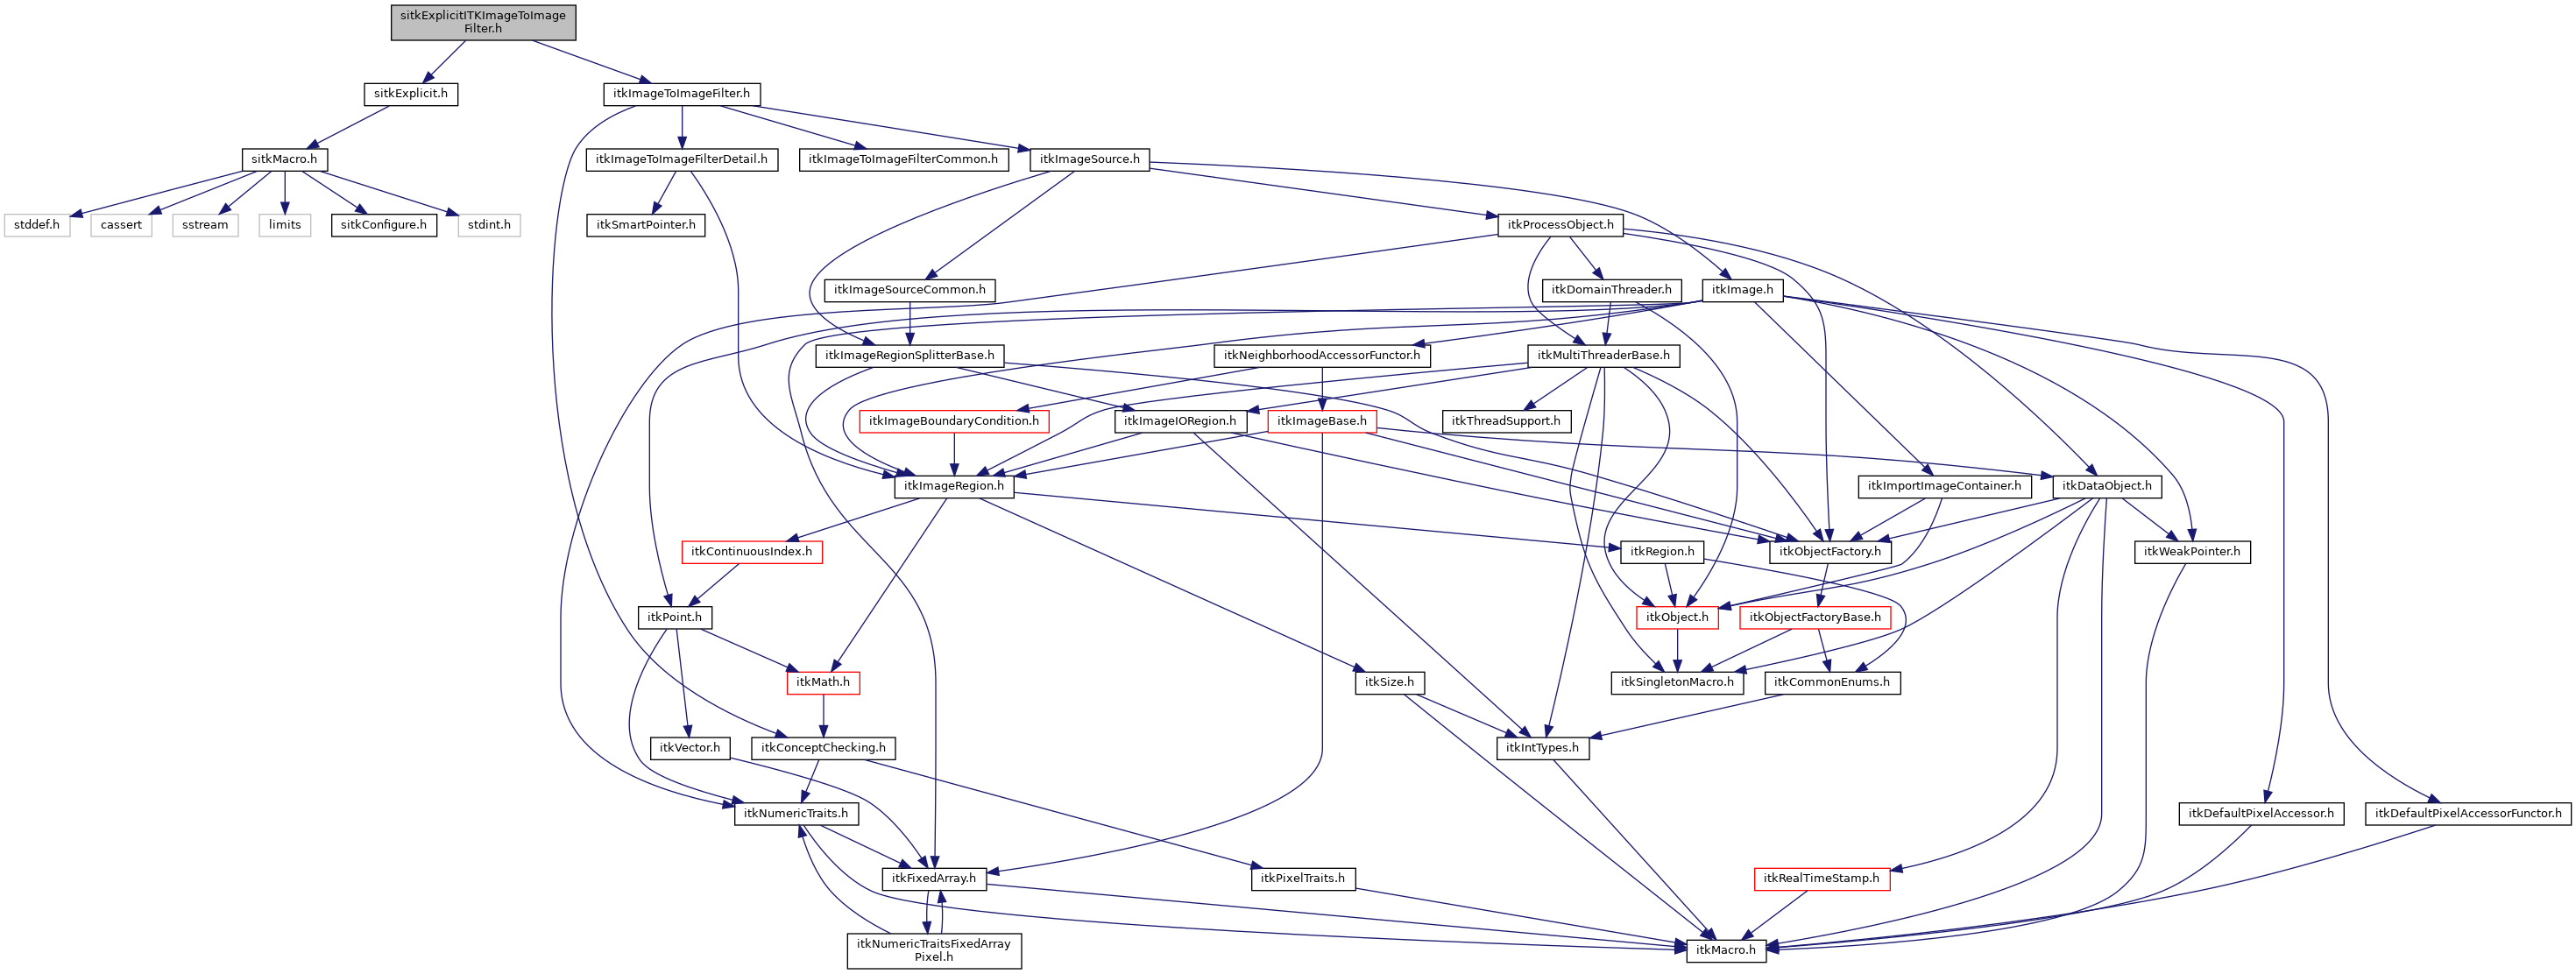 sitkExplicitITKImageToImage
Filter.h
sitkExplicit.h
itkImageToImageFilter.h
sitkMacro.h
itkImageToImageFilterDetail.h
itkImageToImageFilterCommon.h
itkImageSource.h
stddef.h
cassert
sstream
limits
sitkConfigure.h
stdint.h
itkSmartPointer.h
itkProcessObject.h
itkImageSourceCommon.h
itkDomainThreader.h
itkImage.h
itkImageRegionSplitterBase.h
itkNeighborhoodAccessorFunctor.h
itkMultiThreaderBase.h
itkImageBoundaryCondition.h
itkImageIORegion.h
itkImageBase.h
itkThreadSupport.h
itkImageRegion.h
itkImportImageContainer.h
itkDataObject.h
itkContinuousIndex.h
itkRegion.h
itkObjectFactory.h
itkWeakPointer.h
itkPoint.h
itkObject.h
itkObjectFactoryBase.h
itkMath.h
itkSize.h
itkSingletonMacro.h
itkCommonEnums.h
itkVector.h
itkConceptChecking.h
itkIntTypes.h
itkNumericTraits.h
itkDefaultPixelAccessor.h
itkDefaultPixelAccessorFunctor.h
itkFixedArray.h
itkPixelTraits.h
itkRealTimeStamp.h
itkNumericTraitsFixedArray
Pixel.h
itkMacro.h